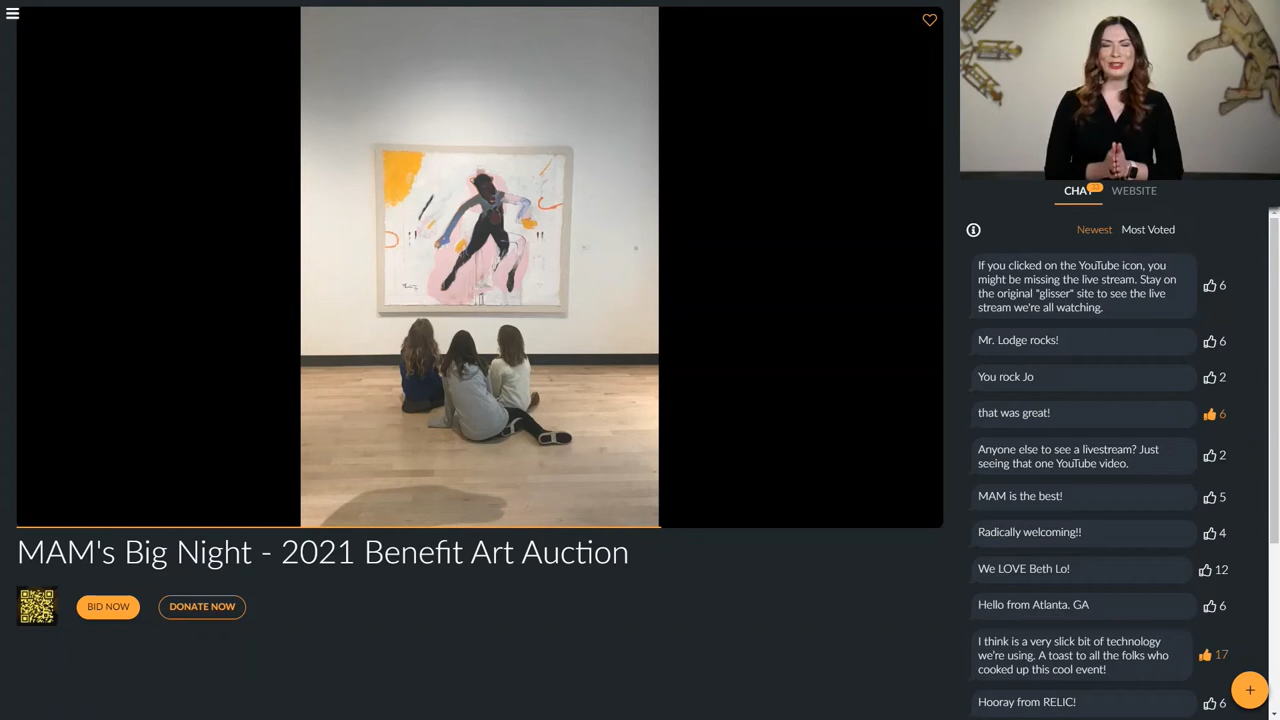 CHAT 33 WEBSITE
Newest Most Voted
If you clicked on the YouTube icon, you
might be missing the live stream. Stay on
the original "glisser" site to see the live
stream we're all watching.
6
Mr. Lodge rocks!
6
You rock Jo
2
that was great!
6
Anyone else to see a livestream? Just
seeing that one YouTube video.
2
MAM is the best!
5
Radically welcoming!!
4
We LOVE Beth Lo!
12
Hello from Atlanta. GA
6
I think is a very slick bit of technology
we're using. A toast to all the folks who
cooked up this cool event!
17
Hooray from RELIC!
6
MAM's Big Night - 2021 Benefit Art Auction
BID NOW
DONATE NOW